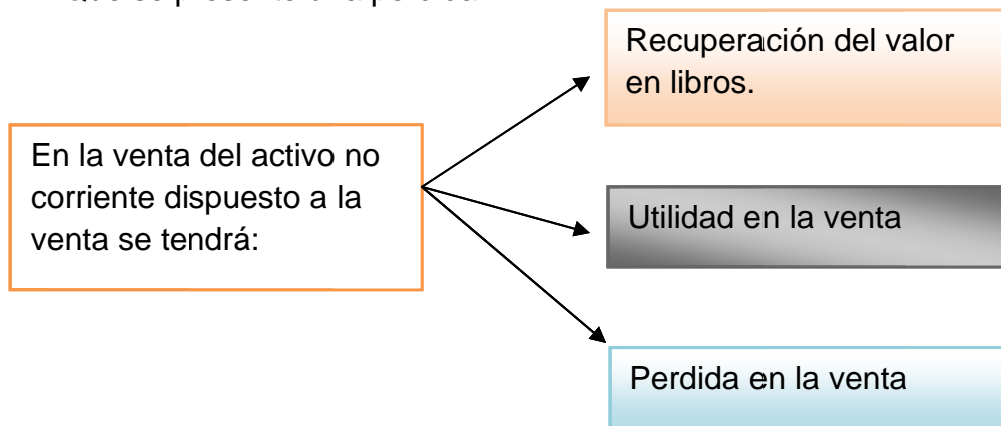 Recuperación del valor
en libros.
En la venta del activo no
corriente dispuesto a la
venta se tendrá:
Utilidad en la venta
Perdida en la venta